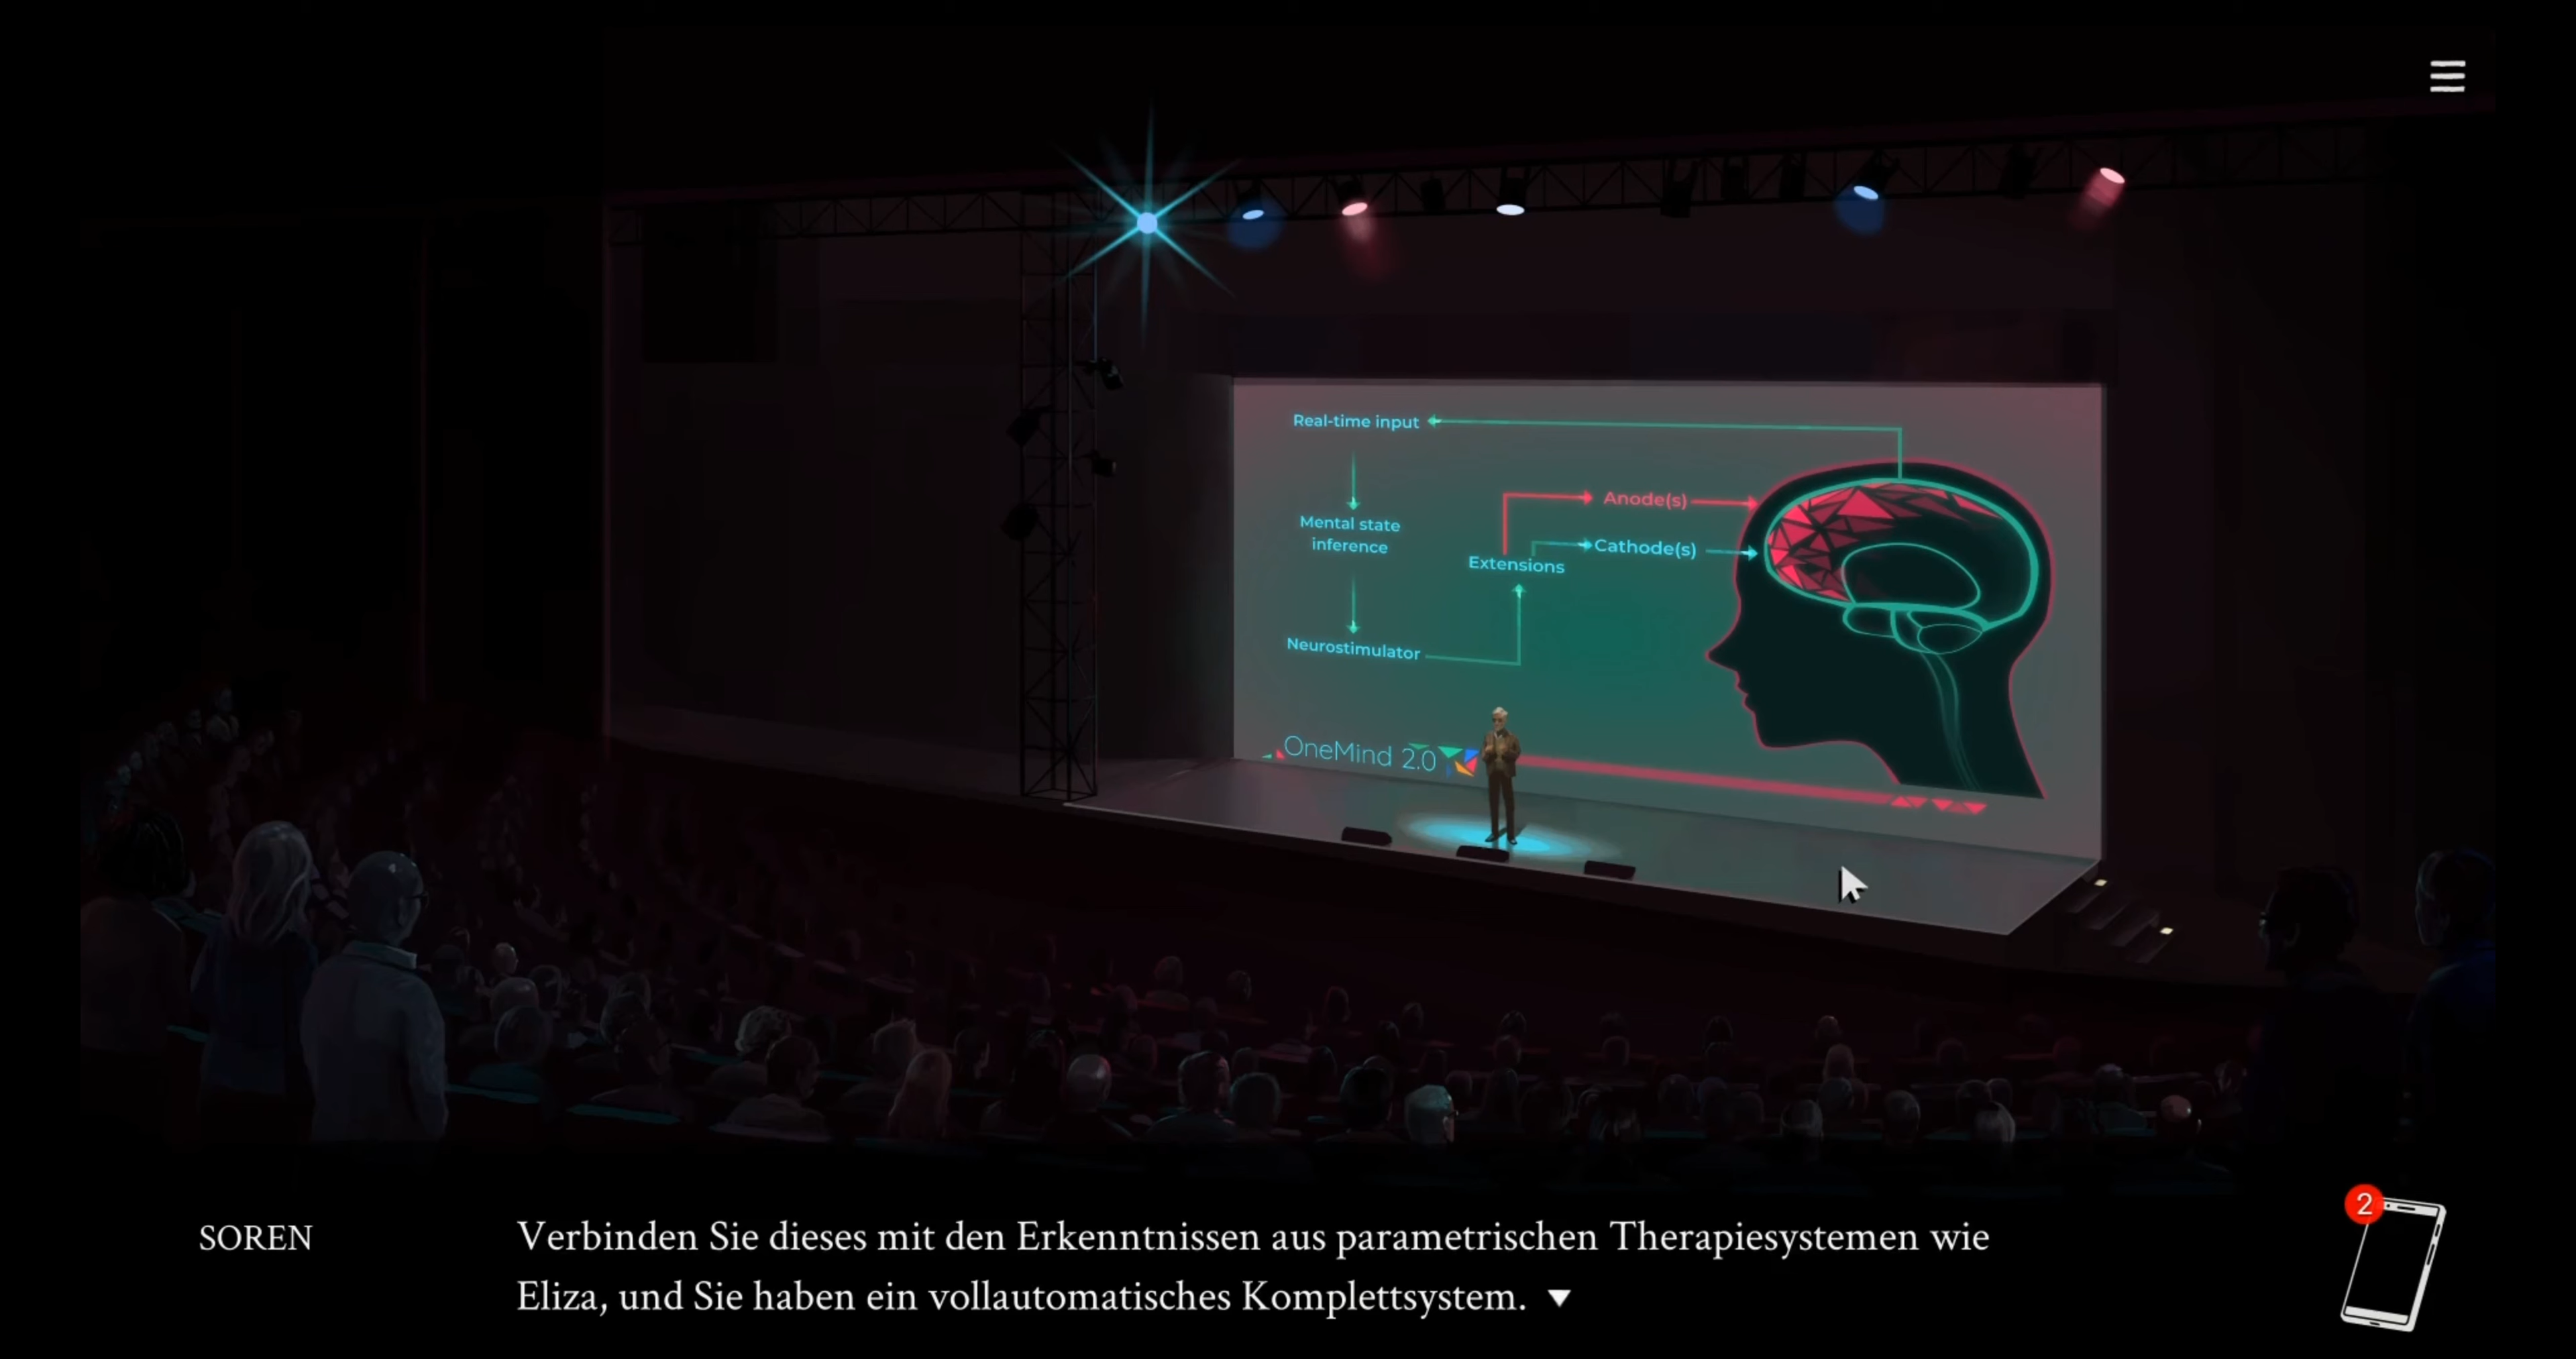 Real-time input
Mental state
inference
Neurostimulator
Extensions
Anode(s)
Cathode(s)
OneMind 2.0
SOREN
Verbinden Sie dieses mit den Erkenntnissen aus parametrischen Therapiesystemen wie
Eliza, und Sie haben ein vollautomatisches Komplettsystem.
2